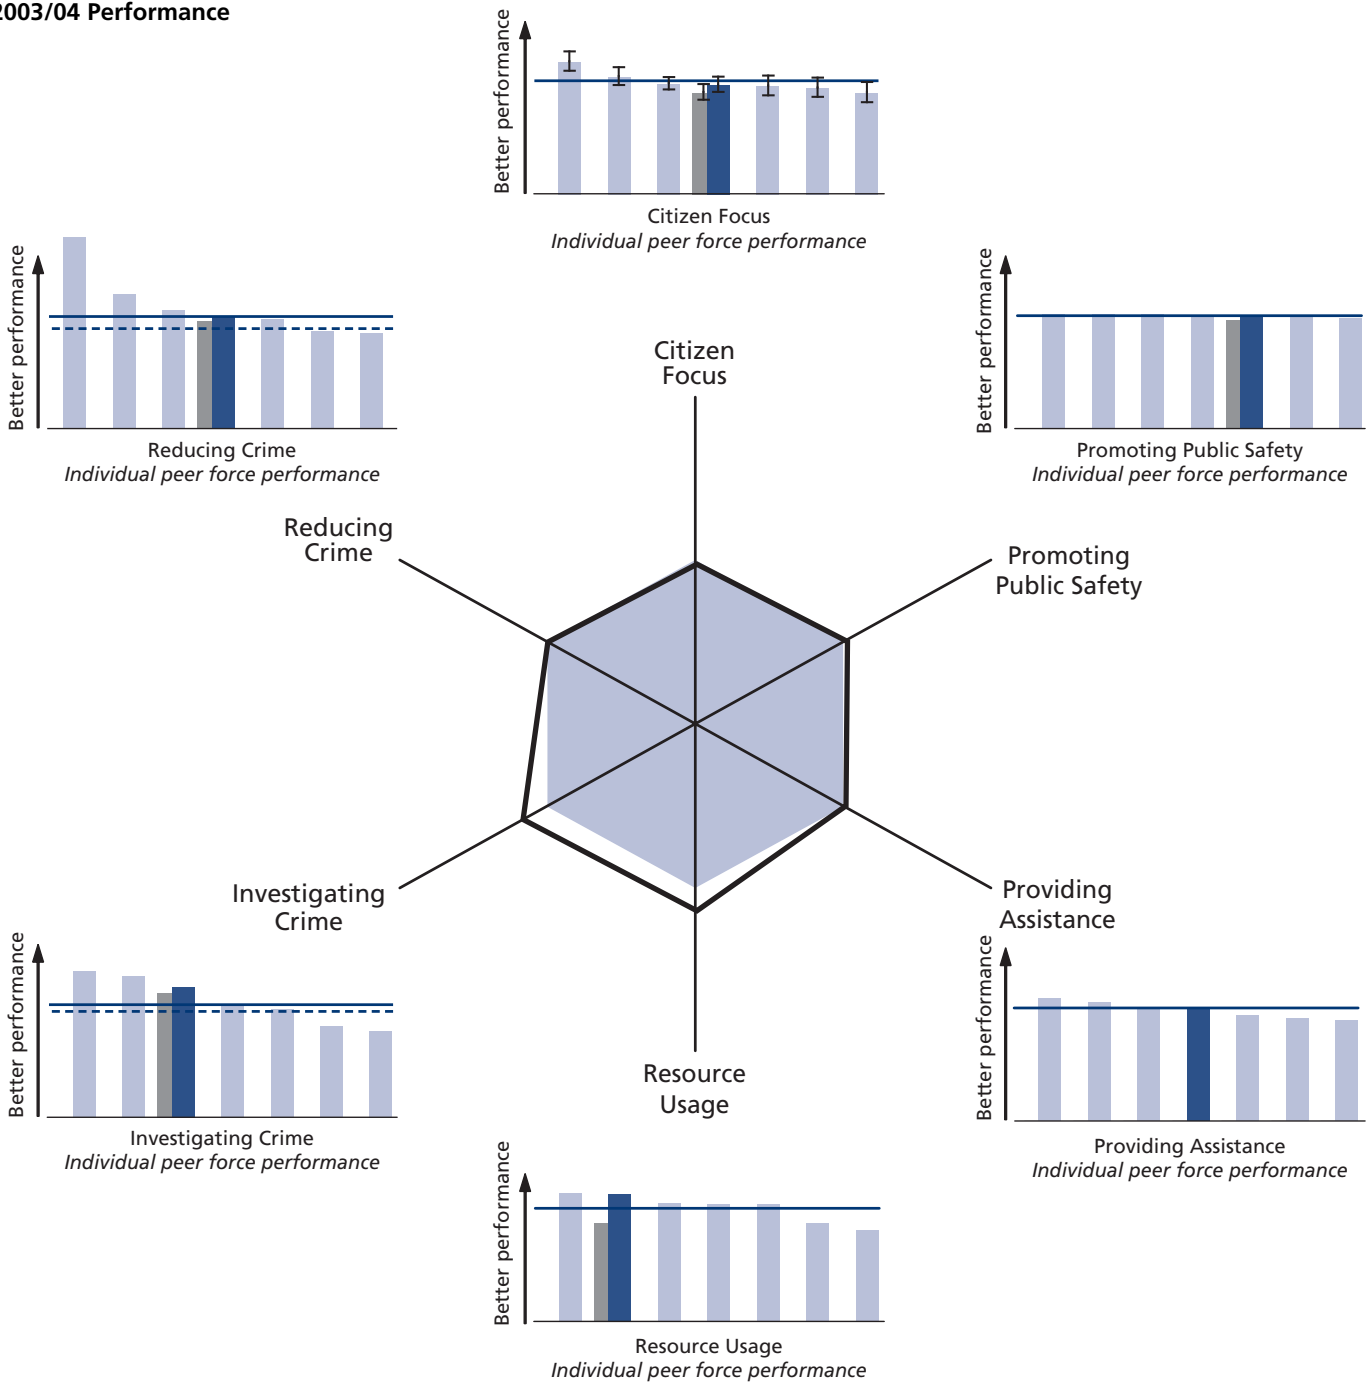 2003/04 Performance
Better performance
Citizen Focus
Individual peer force performance
Better performance
Reducing Crime
Individual peer force performance
Better performance
Promoting Public Safety
Individual peer force performance
Citizen
Focus
Reducing
Crime
Promoting
Public Safety
Investigating
Crime
Providing
Assistance
Resource
Usage
Better performance
Investigating Crime
Individual peer force performance
Better performance
Providing Assistance
Individual peer force performance
Better performance
Resource Usage
Individual peer force performance